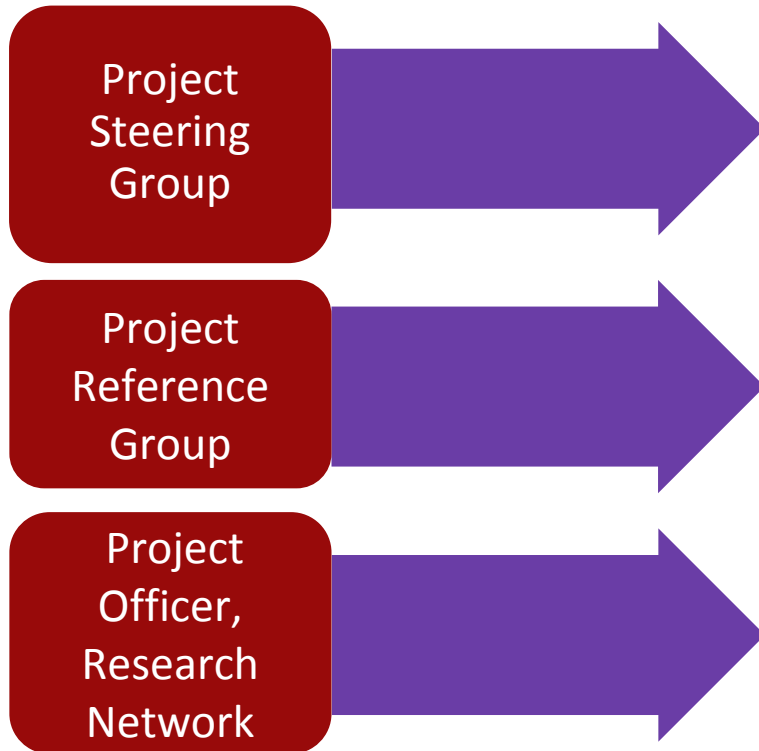 Project
Steering
Group
Project
Reference
Group
Project
Officer,
Research
Network